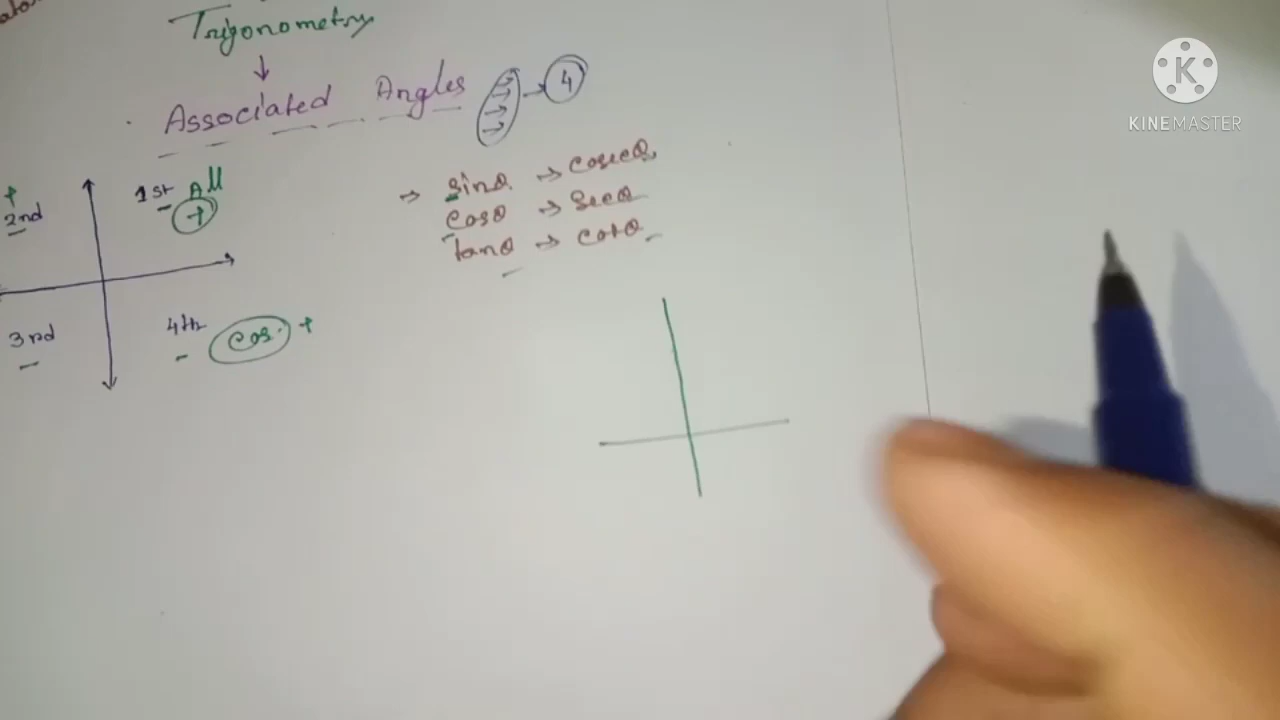 Trigonometry
↓
Associated Angles → 4
+
2nd
1st All
+
→ sinθ → cosecθ
cosθ → secθ
tanθ → cotθ
3rd
4th cos +
KINEMASTER